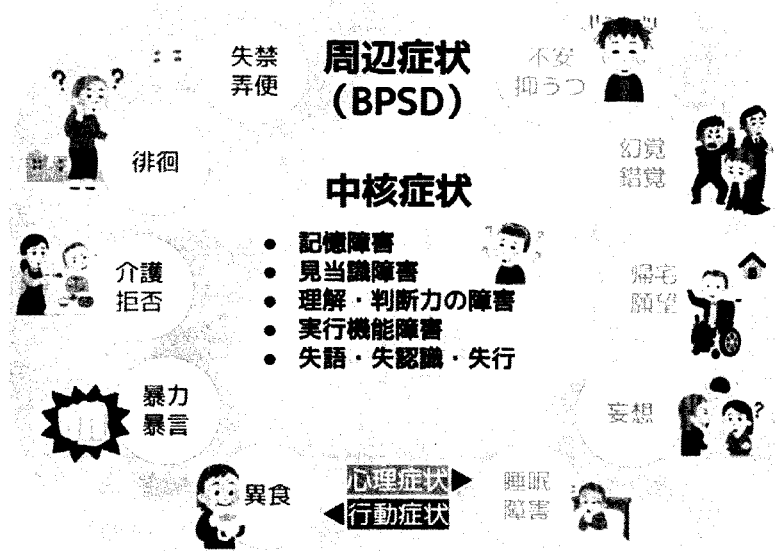 周辺症状
（BPSD）
失禁
弄便
不安
抑うつ
徘徊
幻覚
錯覚
中核症状
● 記憶障害
● 見当識障害
● 理解・判断力の障害
● 実行機能障害
● 失語・失認識・失行
介護
拒否
帰宅
願望
暴力
暴言
妄想
異食
心理症状
行動症状
睡眠
障害
? ?
?